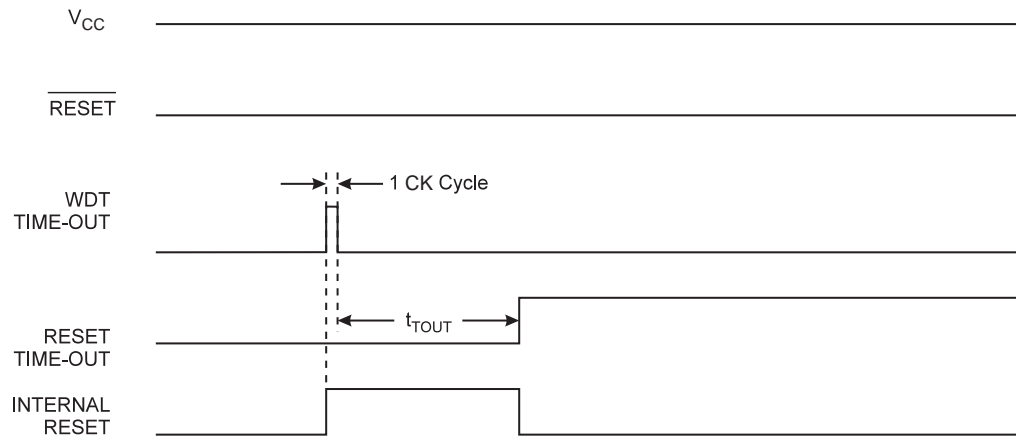 VCC
RESET
WDT
TIME-OUT
1 CK Cycle
RESET
TIME-OUT
tTOUT
INTERNAL
RESET